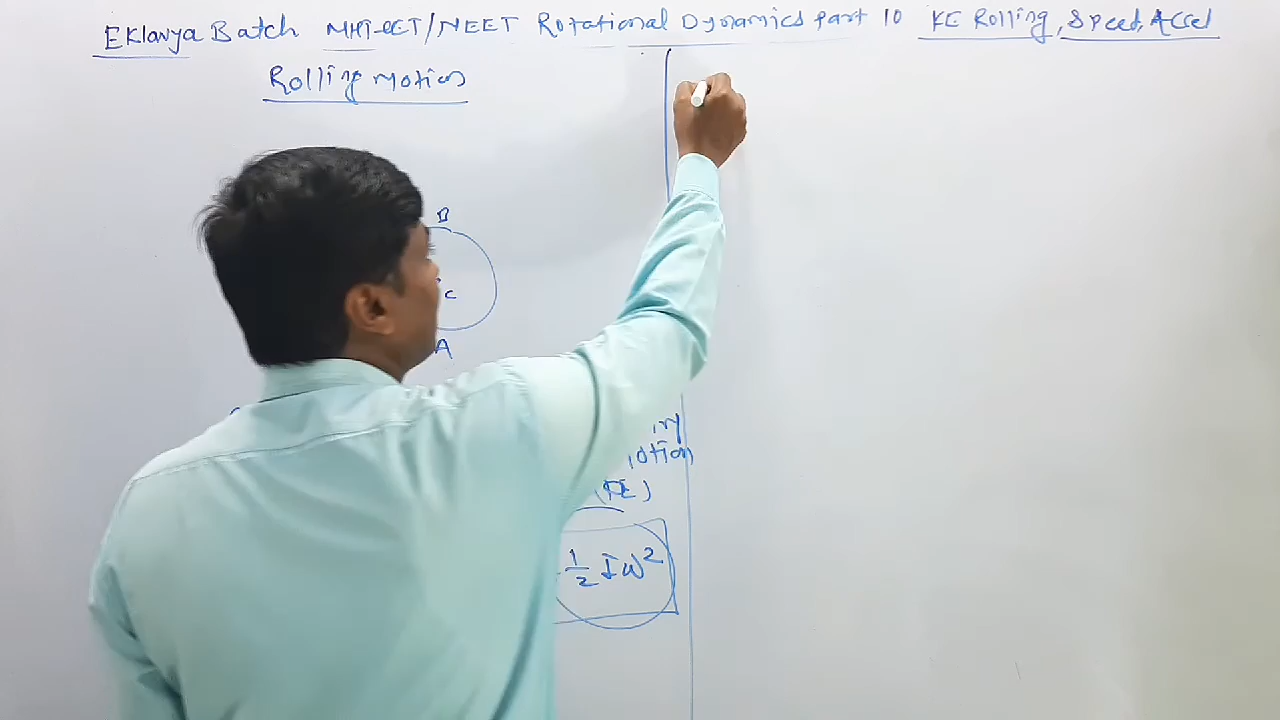 Eklavya Batch MHT-CET/NEET Rotational Dynamics part 10 KE Rolling, Speed, Accel
Rolling motion
B
C
A
otion
(KE)
1/2 Iω²